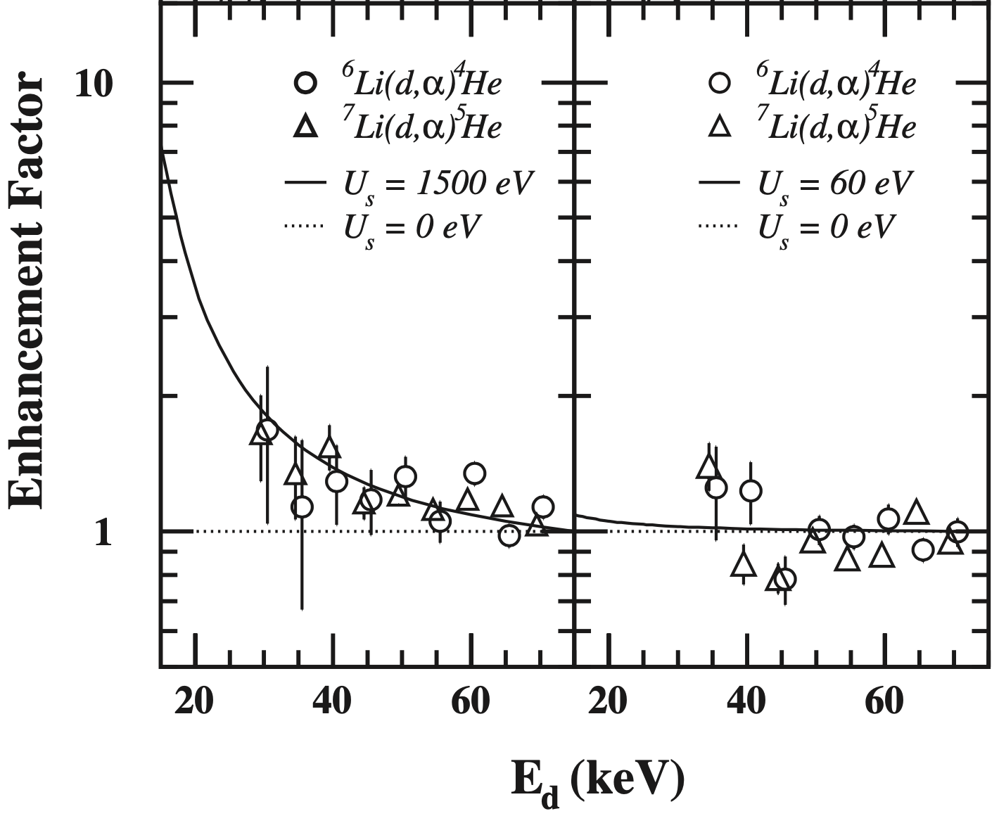 Enhancement Factor
10
1
⁶Li(d,α)⁴He
⁷Li(d,α)⁵He
Uₛ = 1500 eV
Uₛ = 0 eV
⁶Li(d,α)⁴He
⁷Li(d,α)⁵He
Uₛ = 60 eV
Uₛ = 0 eV
20 40 60 20 40 60
E_d (keV)